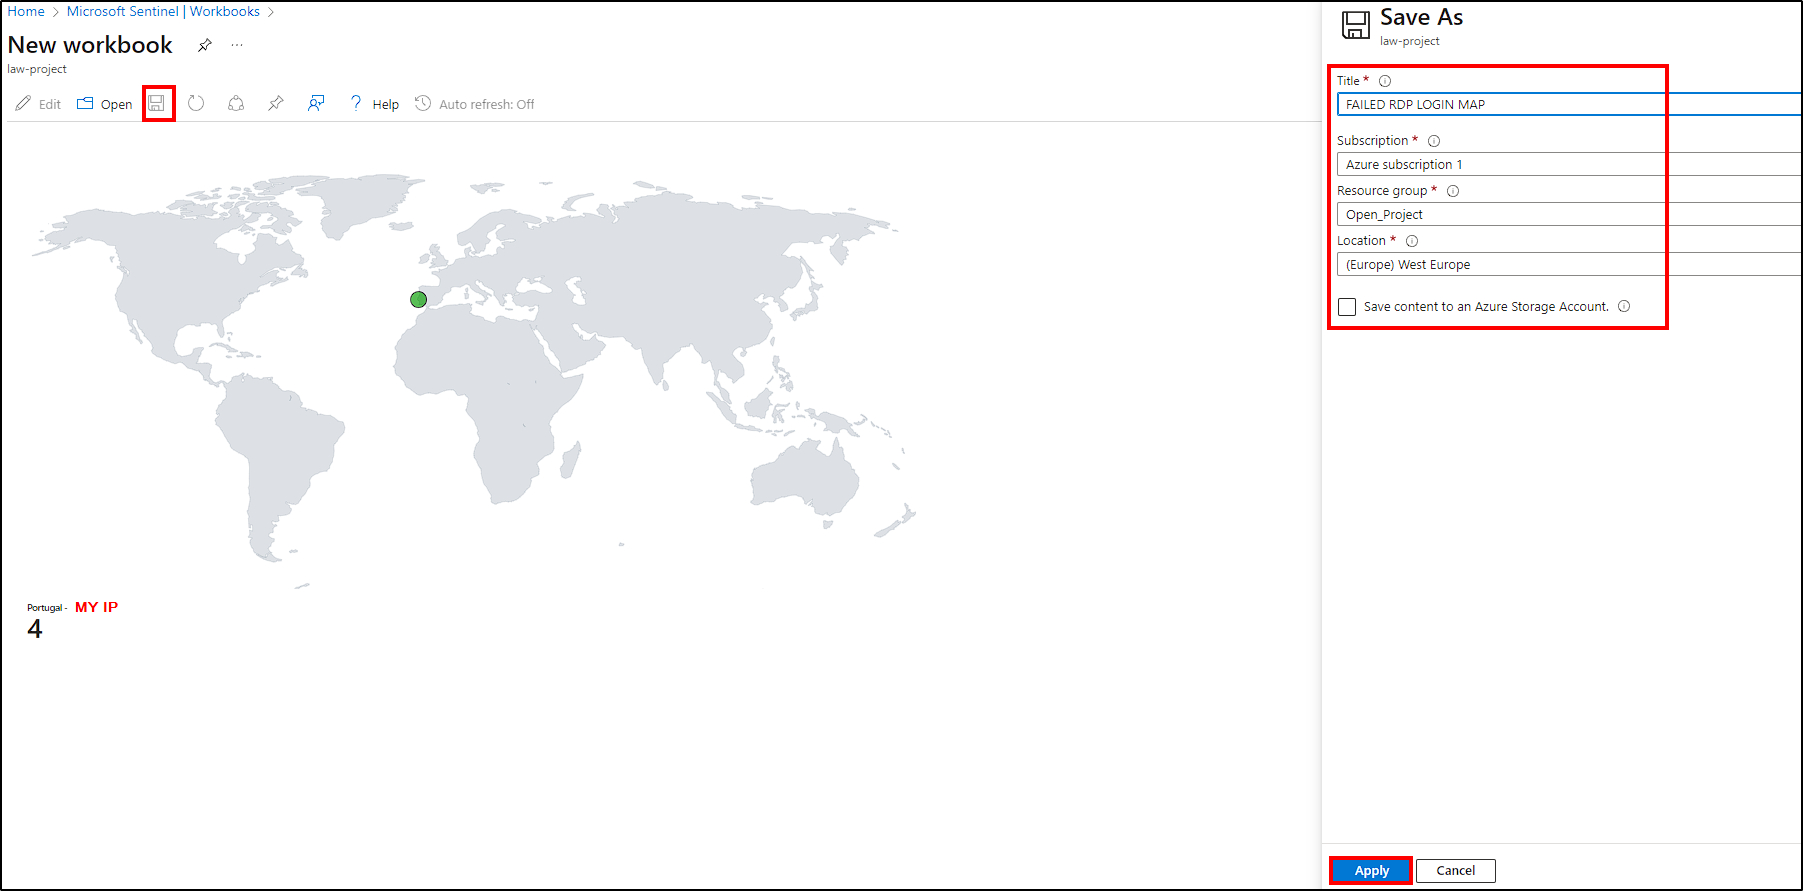 Home > Microsoft Sentinel | Workbooks >
New workbook ...
law-project
Edit Open Help Auto refresh: Off
Portugal - MY IP
4
Save As
law-project
Title *
FAILED RDP LOGIN MAP
Subscription *
Azure subscription 1
Resource group *
Open_Project
Location *
(Europe) West Europe
Save content to an Azure Storage Account.
Apply Cancel